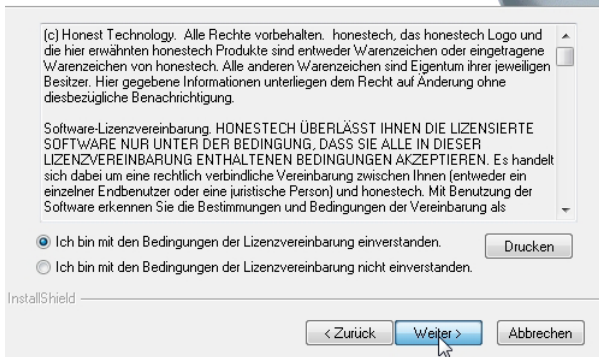 (c) Honest Technology. Alle Rechte vorbehalten. honestech, das honestech Logo und
die hier erwähnten honestech Produkte sind entweder Warenzeichen oder eingetragene
Warenzeichen von honestech. Alle anderen Warenzeichen sind Eigentum ihrer jeweiligen
Besitzer. Hier gegebene Informationen unterliegen dem Recht auf Änderung ohne
diesbezügliche Benachrichtigung.
Software-Lizenzvereinbarung. HONESTECH ÜBERLÄSST IHNEN DIE LIZENSIERTE
SOFTWARE NUR UNTER DER BEDINGUNG, DASS SIE ALLE IN DIESER
LIZENZVEREINBARUNG ENTHALTENEN BEDINGUNGEN AKZEPTIEREN. Es handelt
sich dabei um eine rechtlich verbindliche Vereinbarung zwischen Ihnen (entweder ein
einzelner Endbenutzer oder eine juristische Person) und honestech. Mit Benutzung der
Software erkennen Sie die Bestimmungen und Bedingungen der Vereinbarung als
Ich bin mit den Bedingungen der Lizenzvereinbarung einverstanden.
Drucken
Ich bin mit den Bedingungen der Lizenzvereinbarung nicht einverstanden.
InstallShield
< Zurück
Weiter >
Abbrechen